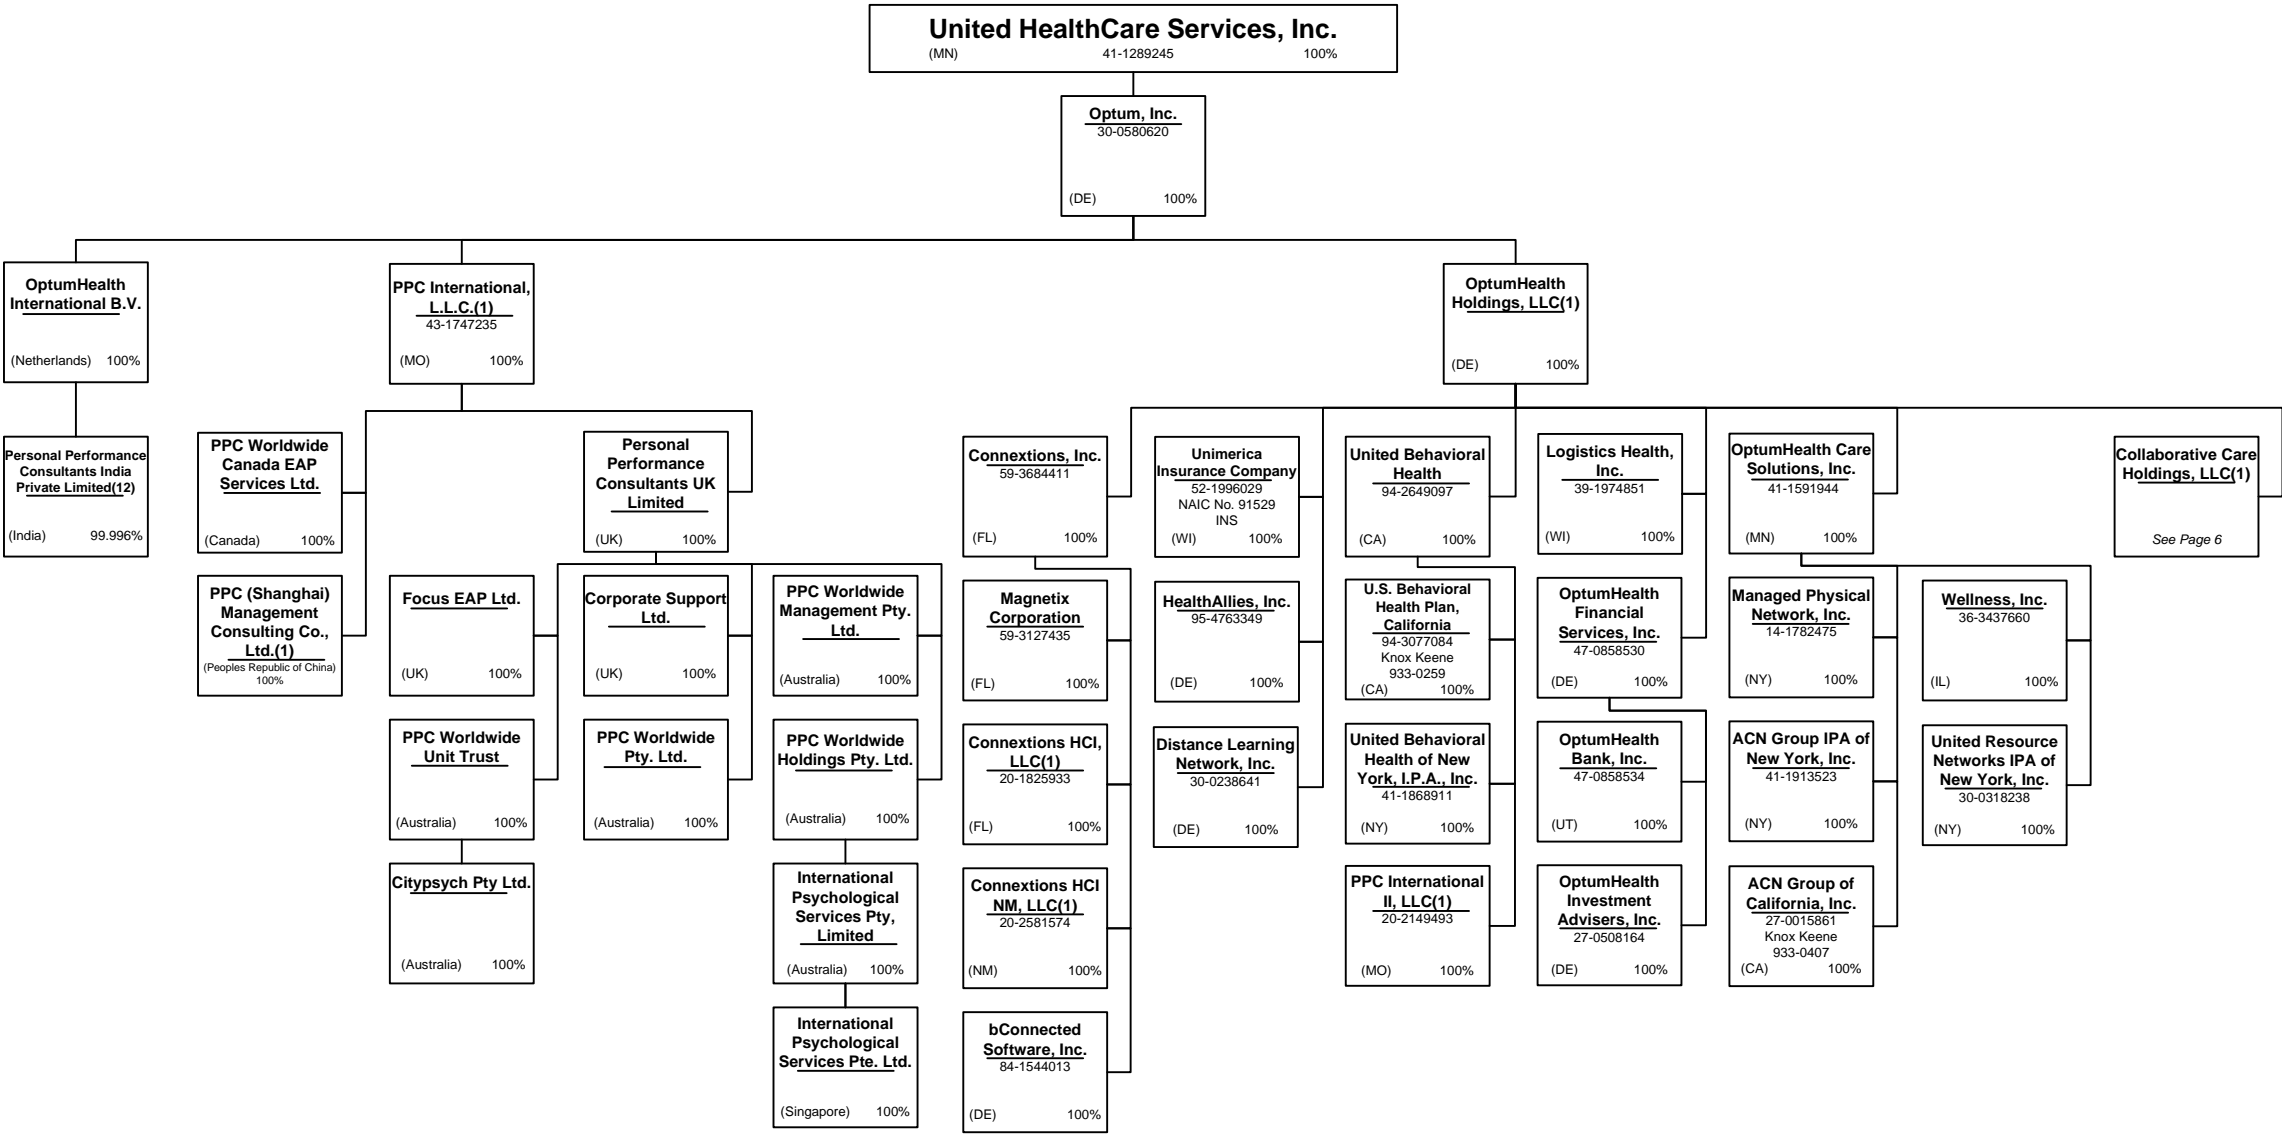 United HealthCare Services, Inc.
(MN) 41-1289245 100%
Optum, Inc.
30-0580620
(DE) 100%
OptumHealth
International B.V.
(Netherlands) 100%
PPC International,
L.L.C.(1)
43-1747235
(MO) 100%
OptumHealth
Holdings, LLC(1)
(DE) 100%
Personal Performance
Consultants India
Private Limited(12)
(India) 99.996%
PPC Worldwide
Canada EAP
Services Ltd.
(Canada) 100%
Personal
Performance
Consultants UK
Limited
(UK) 100%
Connextions, Inc.
59-3684411
(FL) 100%
Unimerica
Insurance Company
52-1996029
NAIC No. 91529
INS
(WI) 100%
United Behavioral
Health
94-2649097
(CA) 100%
Logistics Health,
Inc.
39-1974851
(WI) 100%
OptumHealth Care
Solutions, Inc.
41-1591944
(MN) 100%
Collaborative Care
Holdings, LLC(1)
See Page 6
PPC (Shanghai)
Management
Consulting Co.,
Ltd.(1)
(Peoples Republic of China)
100%
Focus EAP Ltd.
(UK) 100%
Corporate Support
Ltd.
(UK) 100%
PPC Worldwide
Management Pty.
Ltd.
(Australia) 100%
Magnetix
Corporation
59-3127435
(FL) 100%
HealthAllies, Inc.
95-4763349
(DE) 100%
U.S. Behavioral
Health Plan,
California
94-3077084
Knox Keene
933-0259
(CA) 100%
OptumHealth
Financial
Services, Inc.
47-0858530
(DE) 100%
Managed Physical
Network, Inc.
14-1782475
(NY) 100%
Wellness, Inc.
36-3437660
(IL) 100%
PPC Worldwide
Unit Trust
(Australia) 100%
PPC Worldwide
Pty. Ltd.
(Australia) 100%
PPC Worldwide
Holdings Pty. Ltd.
(Australia) 100%
Connextions HCI,
LLC(1)
20-1825933
(FL) 100%
Distance Learning
Network, Inc.
30-0238641
(DE) 100%
United Behavioral
Health of New
York, I.P.A., Inc.
41-1868911
(NY) 100%
OptumHealth
Bank, Inc.
47-0858534
(UT) 100%
ACN Group IPA of
New York, Inc.
41-1913523
(NY) 100%
United Resource
Networks IPA of
New York, Inc.
30-0318238
(NY) 100%
Citypsych Pty Ltd.
(Australia) 100%
International
Psychological
Services Pty,
Limited
(Australia) 100%
Connextions HCI
NM, LLC(1)
20-2581574
(NM) 100%
PPC International
II, LLC(1)
20-2149493
(MO) 100%
OptumHealth
Investment
Advisers, Inc.
27-0508164
(DE) 100%
ACN Group of
California, Inc.
27-0015861
Knox Keene
933-0407
(CA) 100%
International
Psychological
Services Pte. Ltd.
(Singapore) 100%
bConnected
Software, Inc.
84-1544013
(DE) 100%